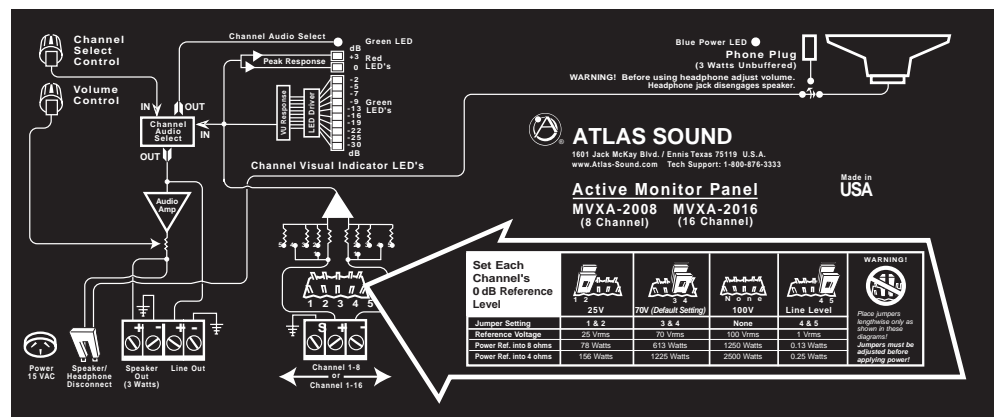 Channel
Select
Control
Volume
Control
Channel Audio Select
Green LED
dB
+3
0
Red
LED's
Peak Response
-2
-5
-7
-9
-13
-16
-19
-22
-25
-30
dB
Green
LED's
VU Response
LED Driver
IN
OUT
Channel
Audio
Select
IN
OUT
Channel Visual Indicator LED's
Audio
Amp
Blue Power LED
Phone Plug
(3 Watts Unbuffered)
WARNING! Before using headphone adjust volume.
Headphone jack disengages speaker.
ATLAS SOUND
1601 Jack McKay Blvd. / Ennis Texas 75119 U.S.A.
www.Atlas-Sound.com Tech Support: 1-800-876-3333
Active Monitor Panel
MVXA-2008 MVXA-2016
(8 Channel) (16 Channel)
Made in
USA
1 2 3 4 5
+ - + -
S + -
Power
15 VAC
Speaker/
Headphone
Disconnect
Speaker
Out
(3 Watts)
Line Out
Channel 1-8
or
Channel 1-16
Set Each
Channel's
0 dB Reference
Level
1 2
25V
3 4
70V (Default Setting)
None
100V
4 5
Line Level
Jumper Setting 1 & 2 3 & 4 None 4 & 5
Reference Voltage 25 Vrms 70 Vrms 100 Vrms 1 Vrms
Power Ref. into 8 ohms 78 Watts 613 Watts 1250 Watts 0.13 Watts
Power Ref. into 4 ohms 156 Watts 1225 Watts 2500 Watts 0.25 Watts
WARNING!
Place jumpers
lengthwise only as
shown in these
diagrams!
Jumpers must be
adjusted before
applying power!